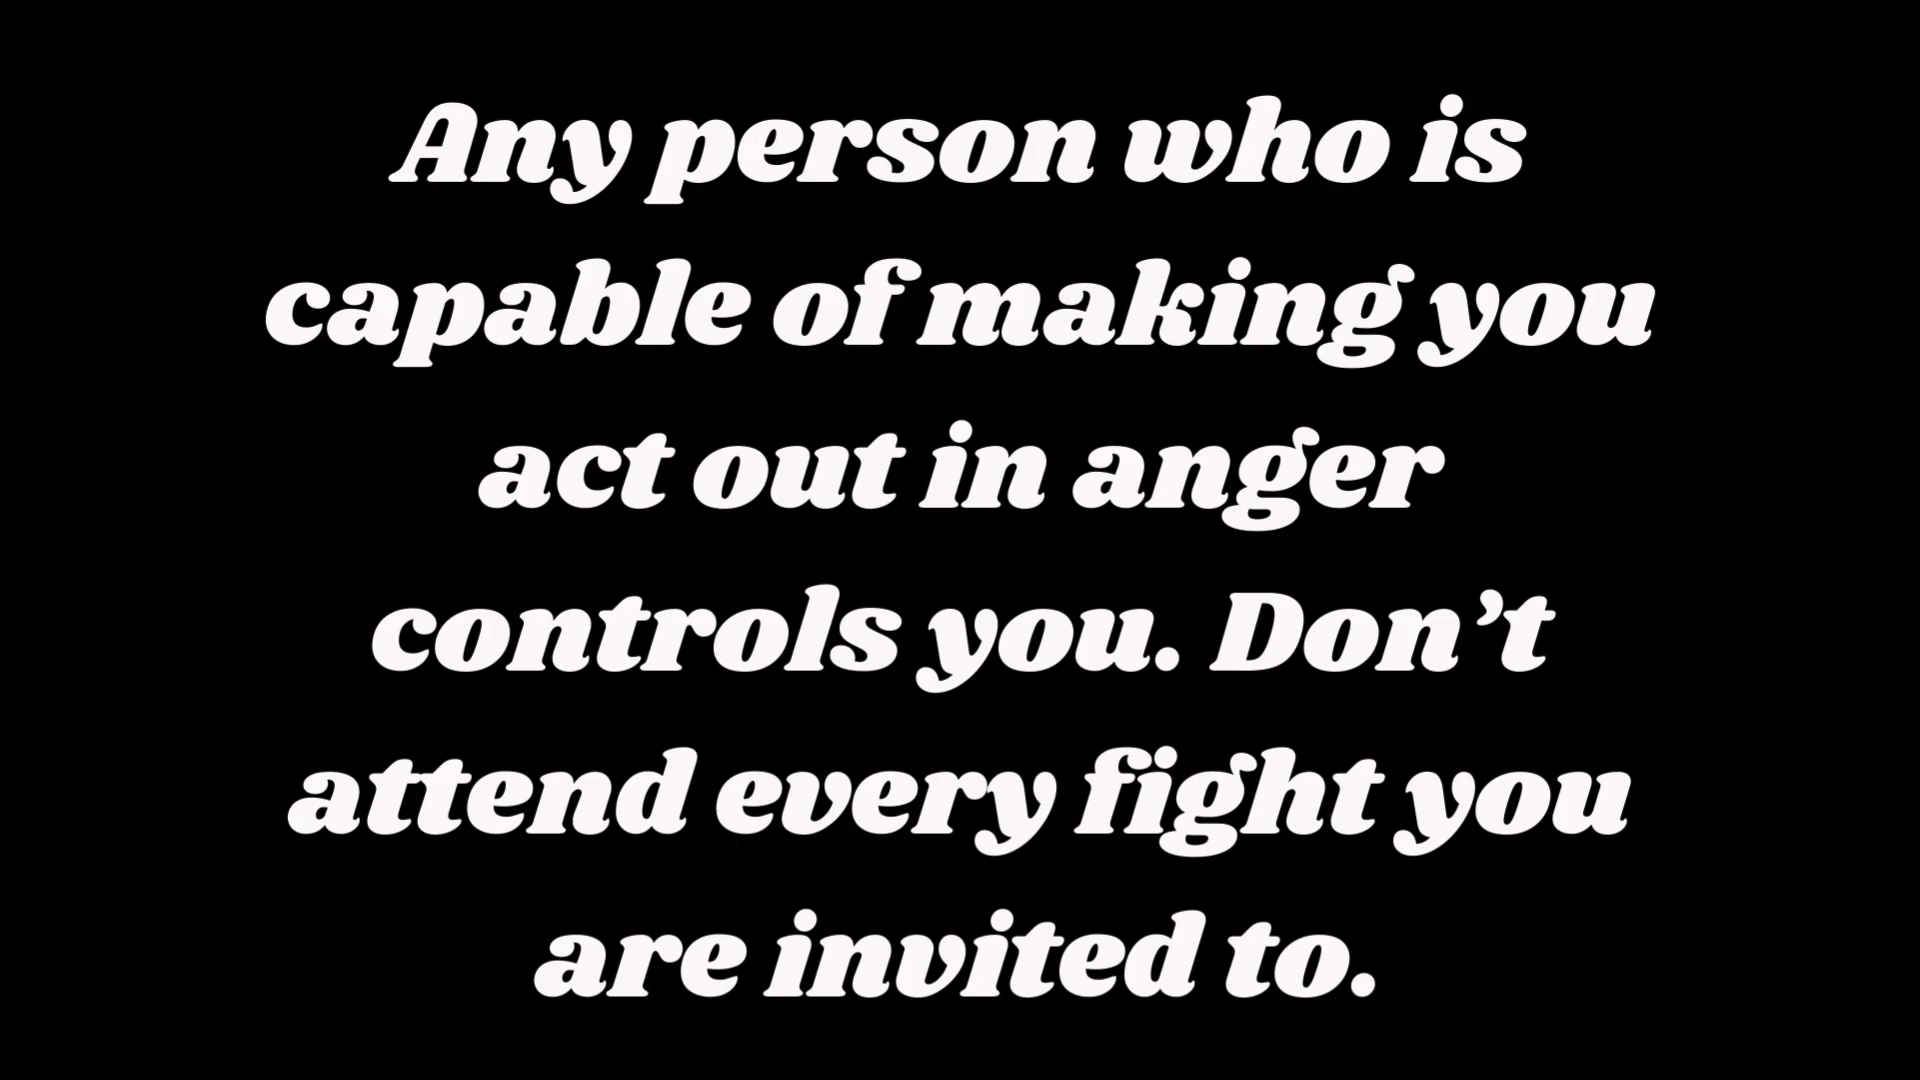 Any person who is
capable of making you
act out in anger
controls you. Don’t
attend every fight you
are invited to.